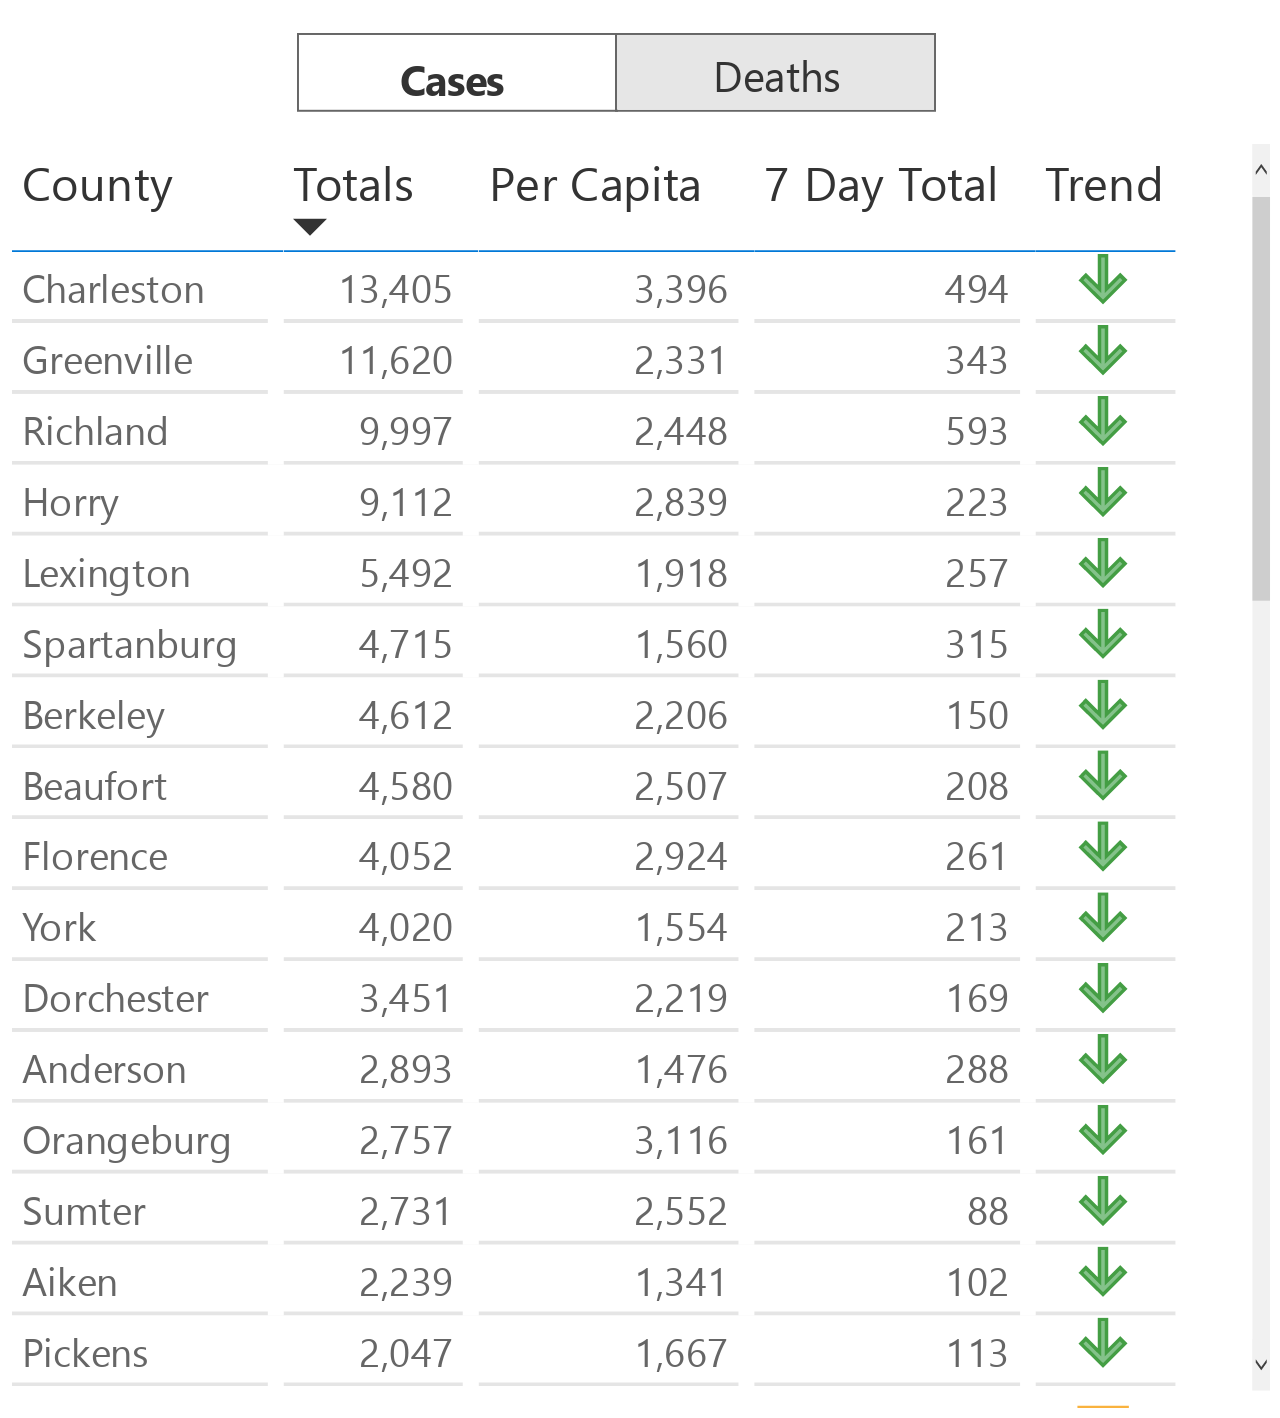 Cases Deaths
County Totals Per Capita 7 Day Total Trend
Charleston 13,405 3,396 494
Greenville 11,620 2,331 343
Richland 9,997 2,448 593
Horry 9,112 2,839 223
Lexington 5,492 1,918 257
Spartanburg 4,715 1,560 315
Berkeley 4,612 2,206 150
Beaufort 4,580 2,507 208
Florence 4,052 2,924 261
York 4,020 1,554 213
Dorchester 3,451 2,219 169
Anderson 2,893 1,476 288
Orangeburg 2,757 3,116 161
Sumter 2,731 2,552 88
Aiken 2,239 1,341 102
Pickens 2,047 1,667 113